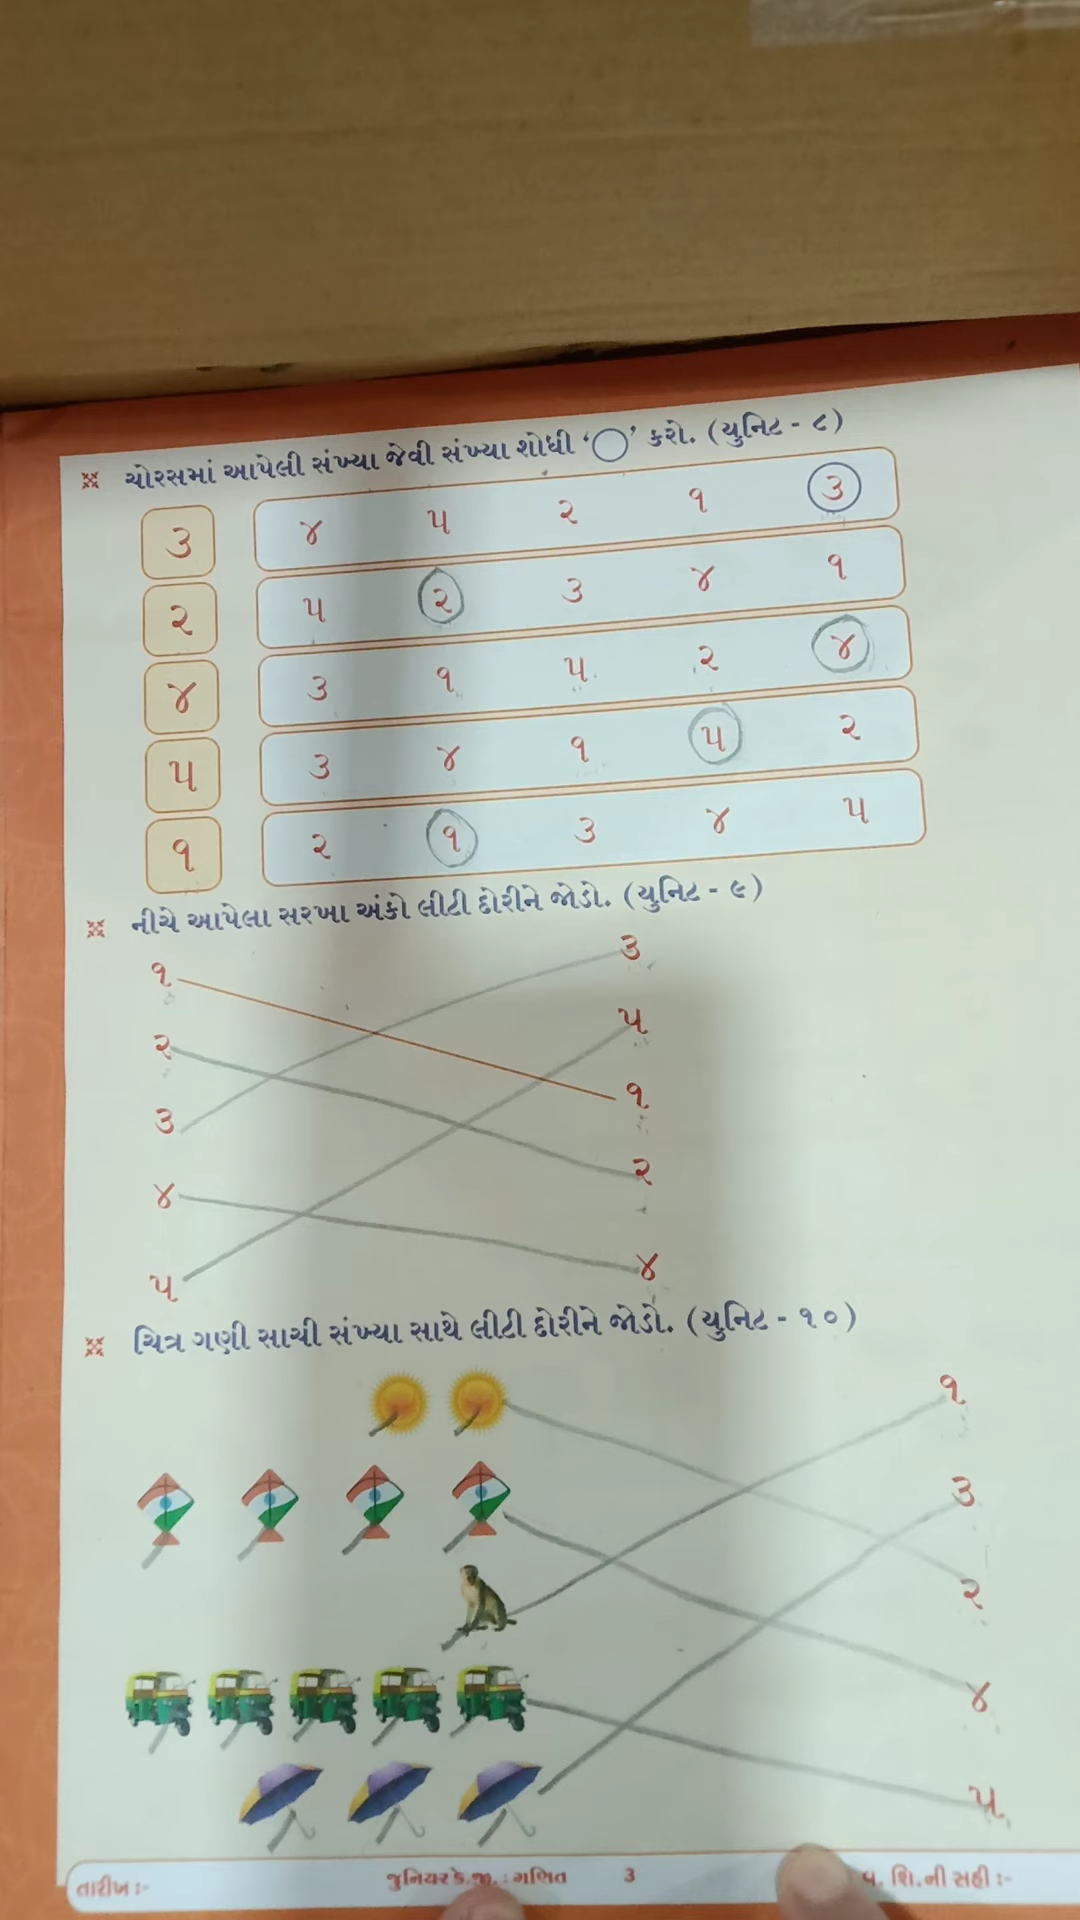 ચોરસમાં આપેલી સંખ્યા જેવી સંખ્યા શોધી ‘◯’ કરો. (યુનિટ - ૮)
૩ ૪ ૫ ૨ ૧ ૩
૨ ૫ ૨ ૩ ૪ ૧
૪ ૩ ૧ ૫ ૨ ૪
૫ ૩ ૪ ૧ ૫ ૨
૧ ૨ ૧ ૩ ૪ ૫
નીચે આપેલા સરખા અંકો લીટી દોરીને જોડો. (યુનિટ - ૯)
૧ ૩
૨ ૫
૩ ૧
૪ ૨
૫ ૪
ચિત્ર ગણી સાચી સંખ્યા સાથે લીટી દોરીને જોડો. (યુનિટ - ૧૦)
૧
૩
૨
૪
૫
તારીખ :- જુનિયર કે.જી. : ગણિત 3 વ. શિ.ની સહી :-